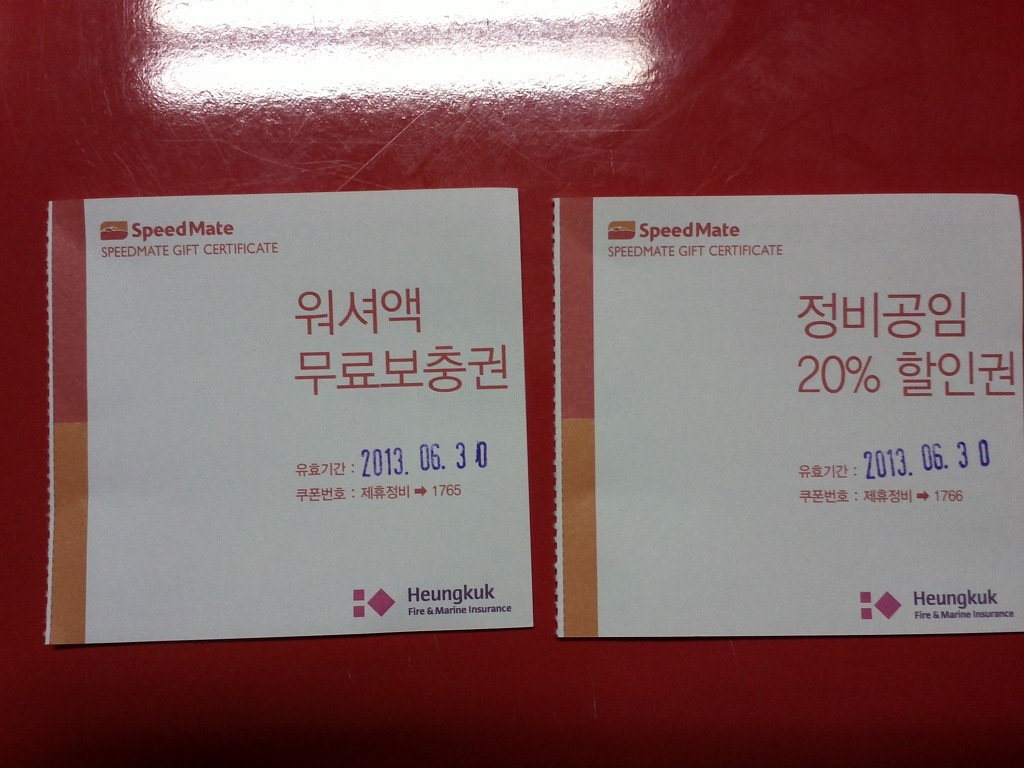 SpeedMate
SPEEDMATE GIFT CERTIFICATE
워셔액
무료보충권
유효기간 : 2013. 06. 30
쿠폰번호 : 제휴정비 ➡ 1765
Heungkuk
Fire & Marine Insurance
SpeedMate
SPEEDMATE GIFT CERTIFICATE
정비공임
20% 할인권
유효기간 : 2013. 06. 30
쿠폰번호 : 제휴정비 ➡ 1766
Heungkuk
Fire & Marine Insurance